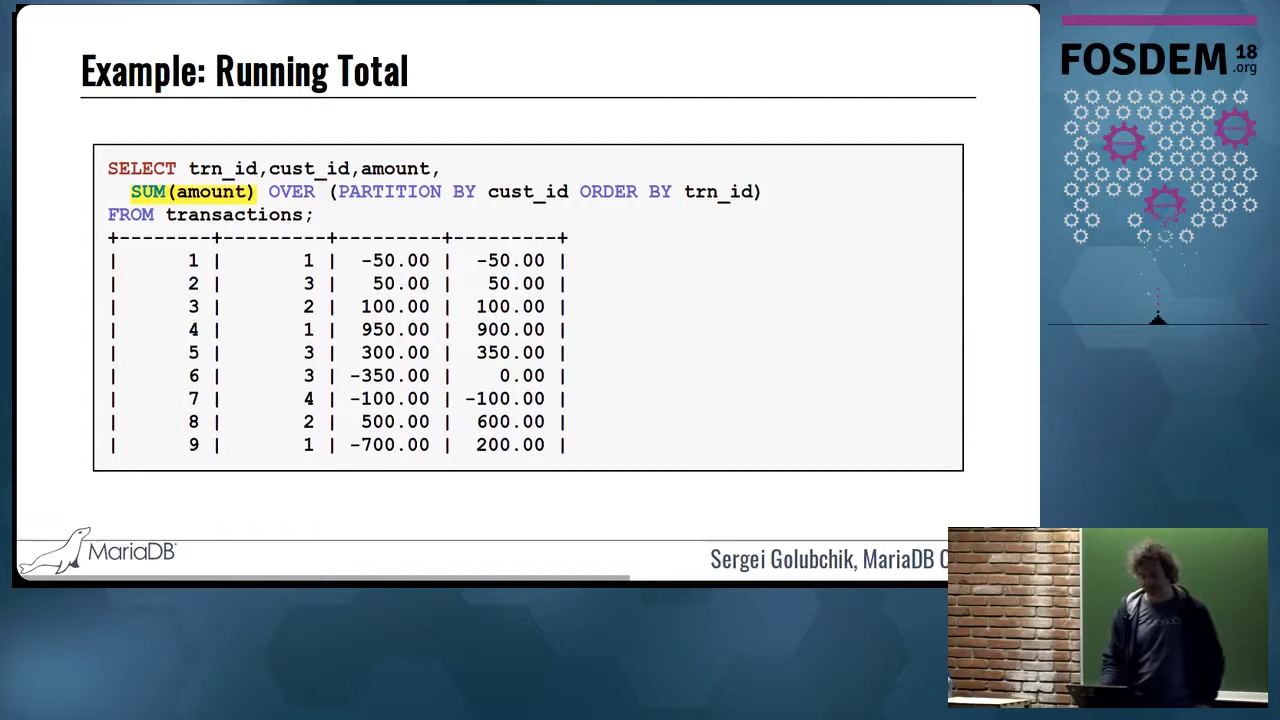 Example: Running Total
SELECT trn_id,cust_id,amount,
SUM(amount) OVER (PARTITION BY cust_id ORDER BY trn_id)
FROM transactions;
+--------+---------+---------+---------+
| 1 | 1 | -50.00 | -50.00 |
| 2 | 3 | 50.00 | 50.00 |
| 3 | 2 | 100.00 | 100.00 |
| 4 | 1 | 950.00 | 900.00 |
| 5 | 3 | 300.00 | 350.00 |
| 6 | 3 | -350.00 | 0.00 |
| 7 | 4 | -100.00 | -100.00 |
| 8 | 2 | 500.00 | 600.00 |
| 9 | 1 | -700.00 | 200.00 |
MariaDB
Sergei Golubchik, MariaDB
FOSDEM 18 .org